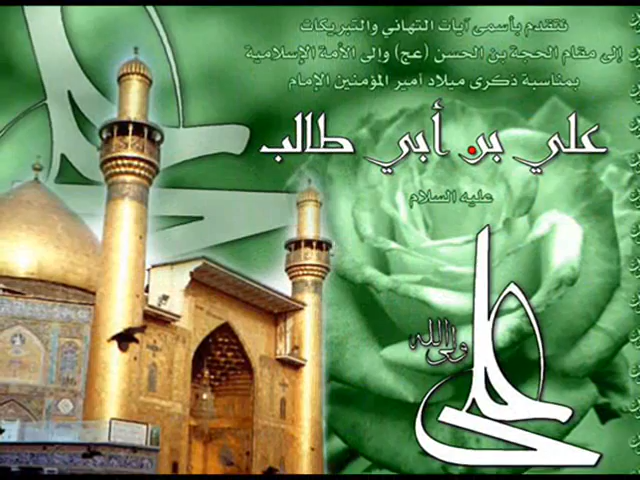 نتقدم بأسمى آيات التهاني والتبريكات
إلى مقام الحجة بن الحسن (عج) وإلى الأمة الإسلامية
بمناسبة ذكرى ميلاد أمير المؤمنين الإمام
علي بن أبي طالب
عليه السلام
علي
ولي الله